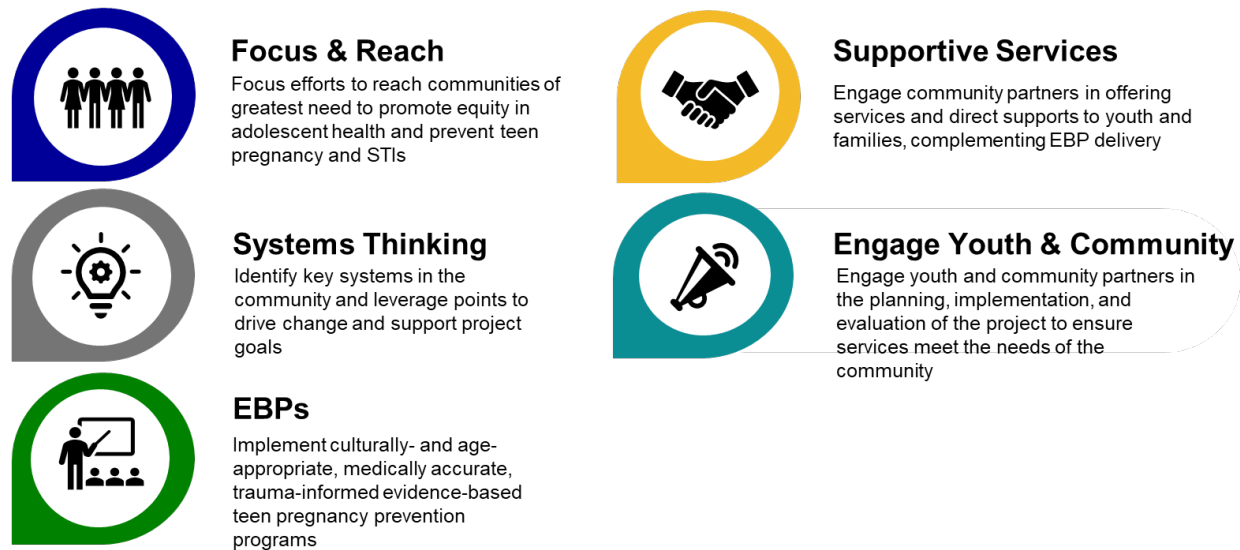 Focus & Reach
Focus efforts to reach communities of
greatest need to promote equity in
adolescent health and prevent teen
pregnancy and STIs
Systems Thinking
Identify key systems in the
community and leverage points to
drive change and support project
goals
EBPs
Implement culturally- and age-
appropriate, medically accurate,
trauma-informed evidence-based
teen pregnancy prevention
programs
Supportive Services
Engage community partners in offering
services and direct supports to youth and
families, complementing EBP delivery
Engage Youth & Community
Engage youth and community partners in
the planning, implementation, and
evaluation of the project to ensure
services meet the needs of the
community